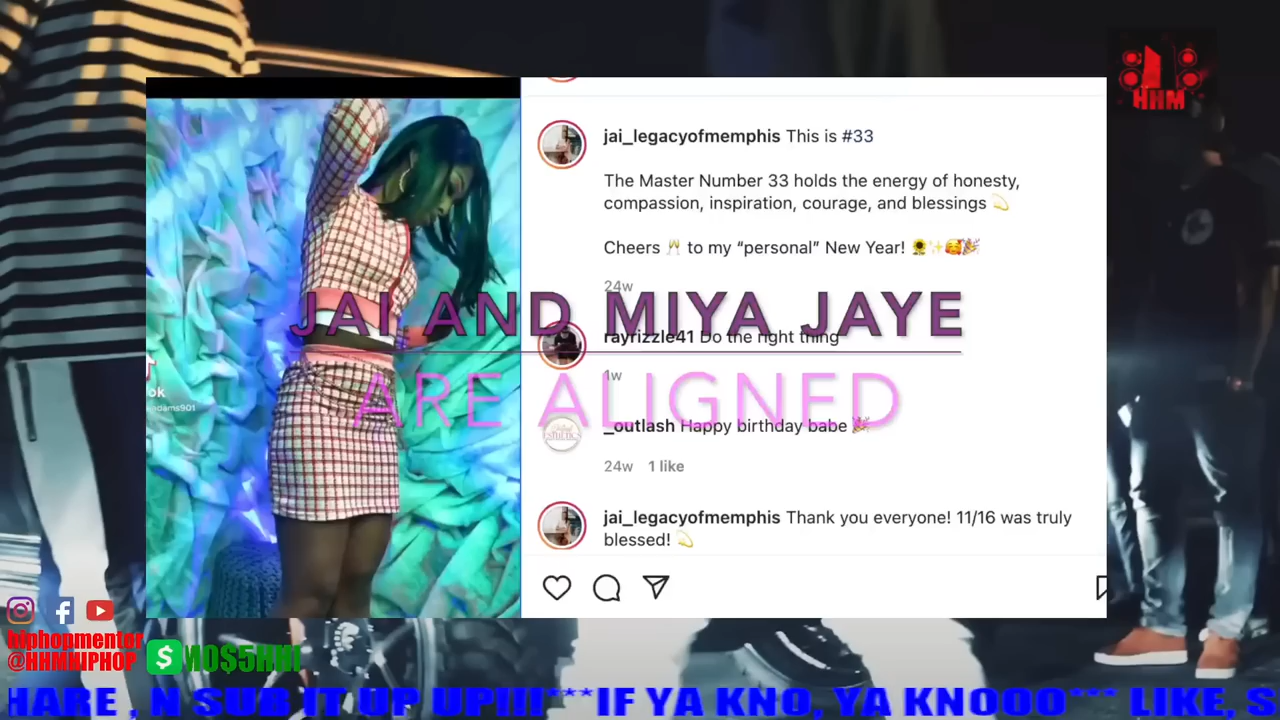 HHM
jai_legacyofmemphis This is #33
The Master Number 33 holds the energy of honesty,
compassion, inspiration, courage, and blessings 💫
Cheers 🥂 to my “personal” New Year! 🌻✨🥰🎉
24w
JAI AND MIYA JAYE
rayrizzle41 Do the right thing
1w
ARE ALIGNED
_outlash Happy birthday babe 🎉
24w 1 like
jai_legacyofmemphis Thank you everyone! 11/16 was truly
blessed! 💫
hiphopmenter
@HHMHIPHOP
HARE , N SUB IT UP UP!!!***IF YA KNO, YA KNOOO*** LIKE, S